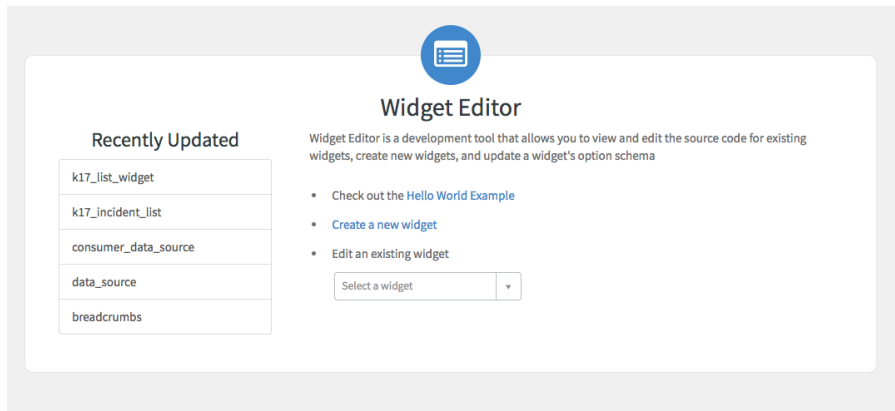 Widget Editor
Recently Updated
k17_list_widget
k17_incident_list
consumer_data_source
data_source
breadcrumbs
Widget Editor is a development tool that allows you to view and edit the source code for existing
widgets, create new widgets, and update a widget's option schema
• Check out the Hello World Example
• Create a new widget
• Edit an existing widget
Select a widget